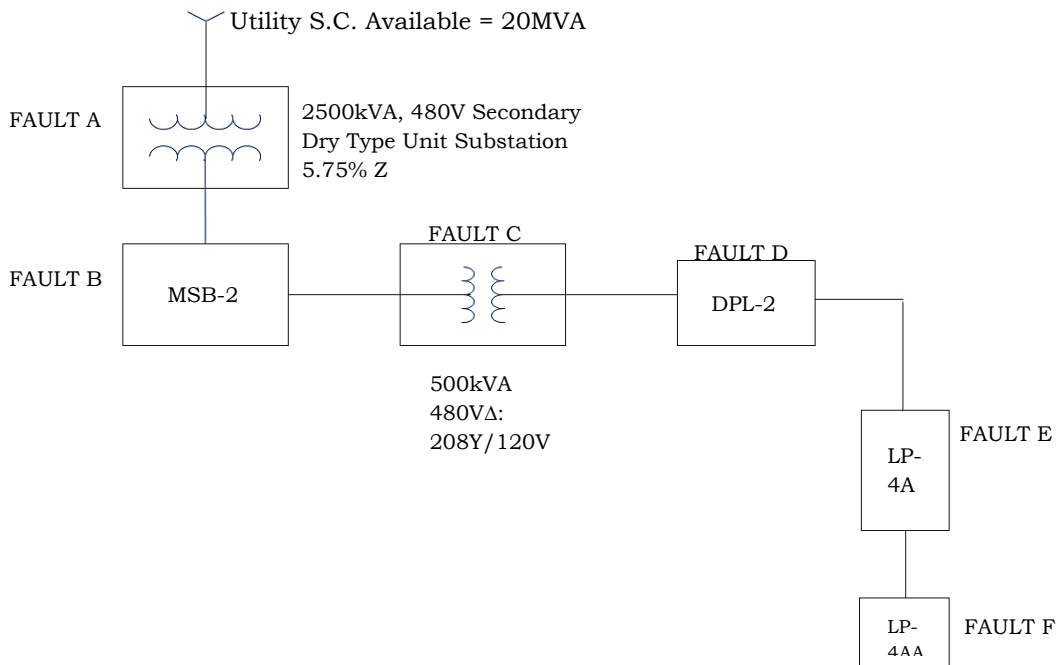 Utility S.C. Available = 20MVA
FAULT A
2500kVA, 480V Secondary
Dry Type Unit Substation
5.75% Z
FAULT B
MSB-2
FAULT C
500kVA
480VΔ:
208Y/120V
FAULT D
DPL-2
LP-
4A
FAULT E
LP-
4AA
FAULT F